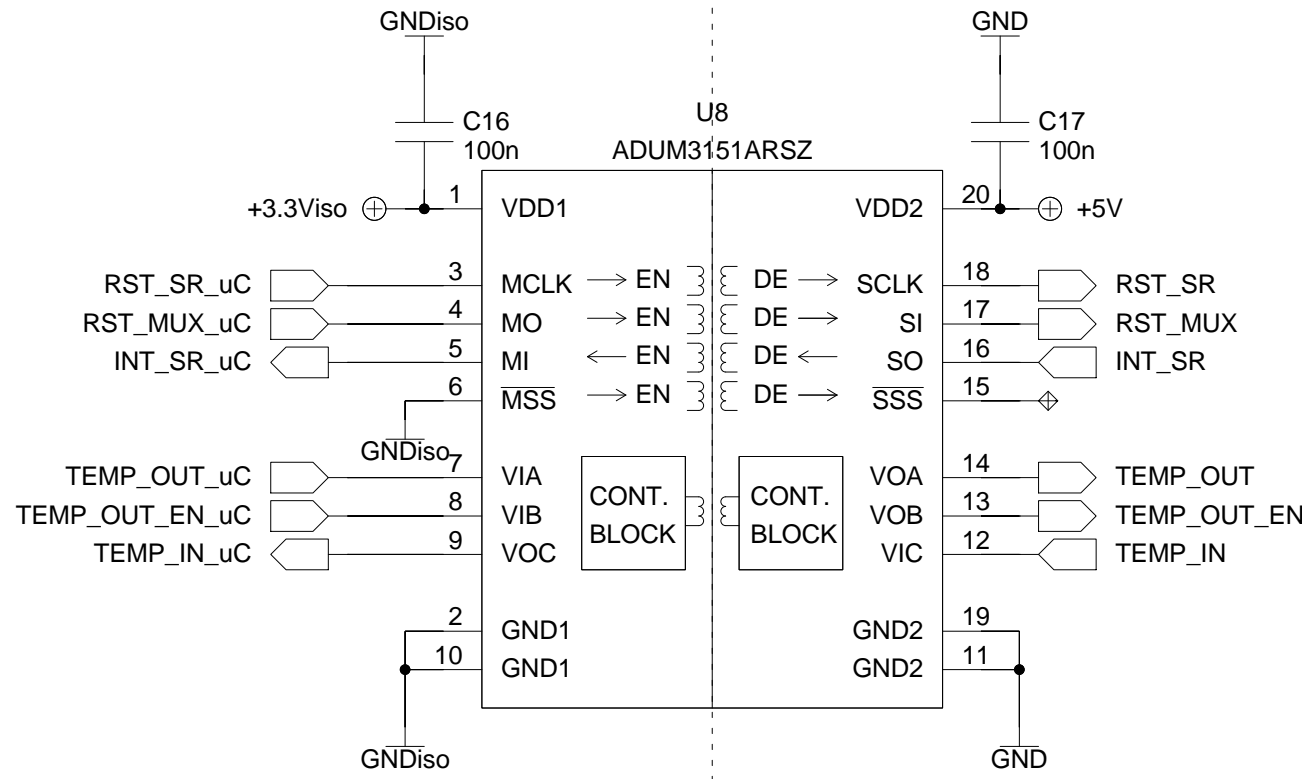 GNDiso
GND
C16
100n
U8
ADUM3151ARSZ
C17
100n
+3.3Viso
1
VDD1
VDD2
20
+5V
RST_SR_uC
3
MCLK
EN
DE
SCLK
18
RST_SR
RST_MUX_uC
4
MO
EN
DE
SI
17
RST_MUX
INT_SR_uC
5
MI
EN
DE
SO
16
INT_SR
6
MSS
EN
DE
SSS
15
GNDiso
TEMP_OUT_uC
7
VIA
VOA
14
TEMP_OUT
TEMP_OUT_EN_uC
8
VIB
CONT.
BLOCK
CONT.
BLOCK
VOB
13
TEMP_OUT_EN
TEMP_IN_uC
9
VOC
VIC
12
TEMP_IN
2
GND1
GND2
19
10
GND1
GND2
11
GNDiso
GND